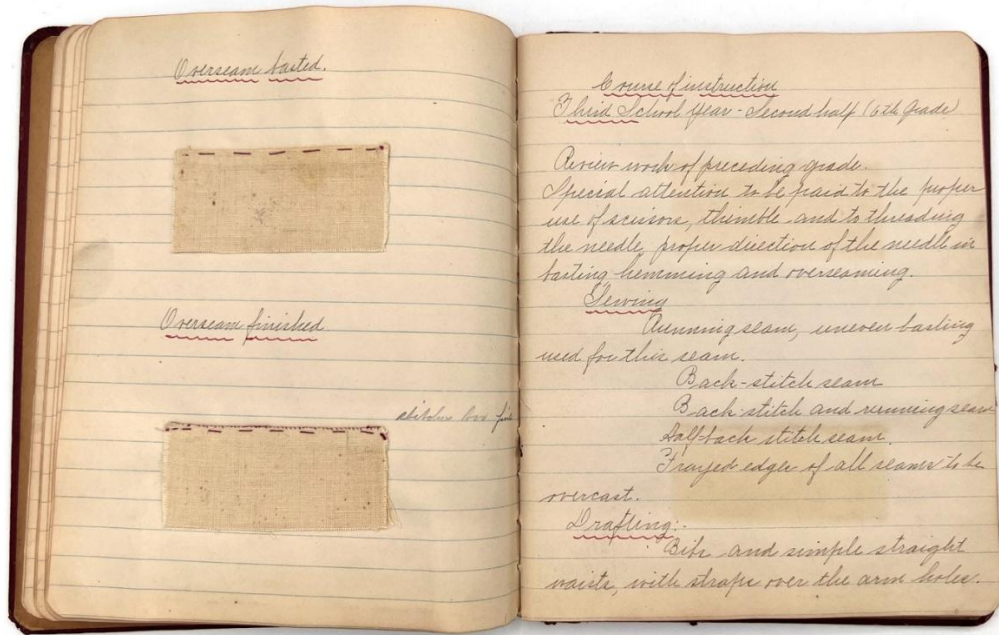 Overseam basted.
Overseam finished
stitches too
Course of instruction
Third School Year - Second half (6th Grade)
Review work of preceding grade.
Special attention to be paid to the proper
use of scissors, thimble and to threading
the needle, proper direction of the needle in
basting hemming and overseaming.
Sewing
Running seam, uneven basting
used for this seam.
Back-stitch seam
Back stitch and running seam
Half back stitch seam.
Frayed edges of all seams to be
overcast.
Drafting:-
Bibs and simple straight
waists, with straps over the arm holes.